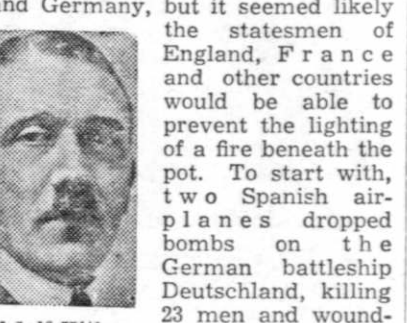 and Germany, but it seemed likely
the statesmen of
England, France
and other countries
would be able to
prevent the lighting
of a fire beneath the
pot. To start with,
two Spanish air-
planes dropped
bombs on the
German battleship
Deutschland, killing
23 men and wound-